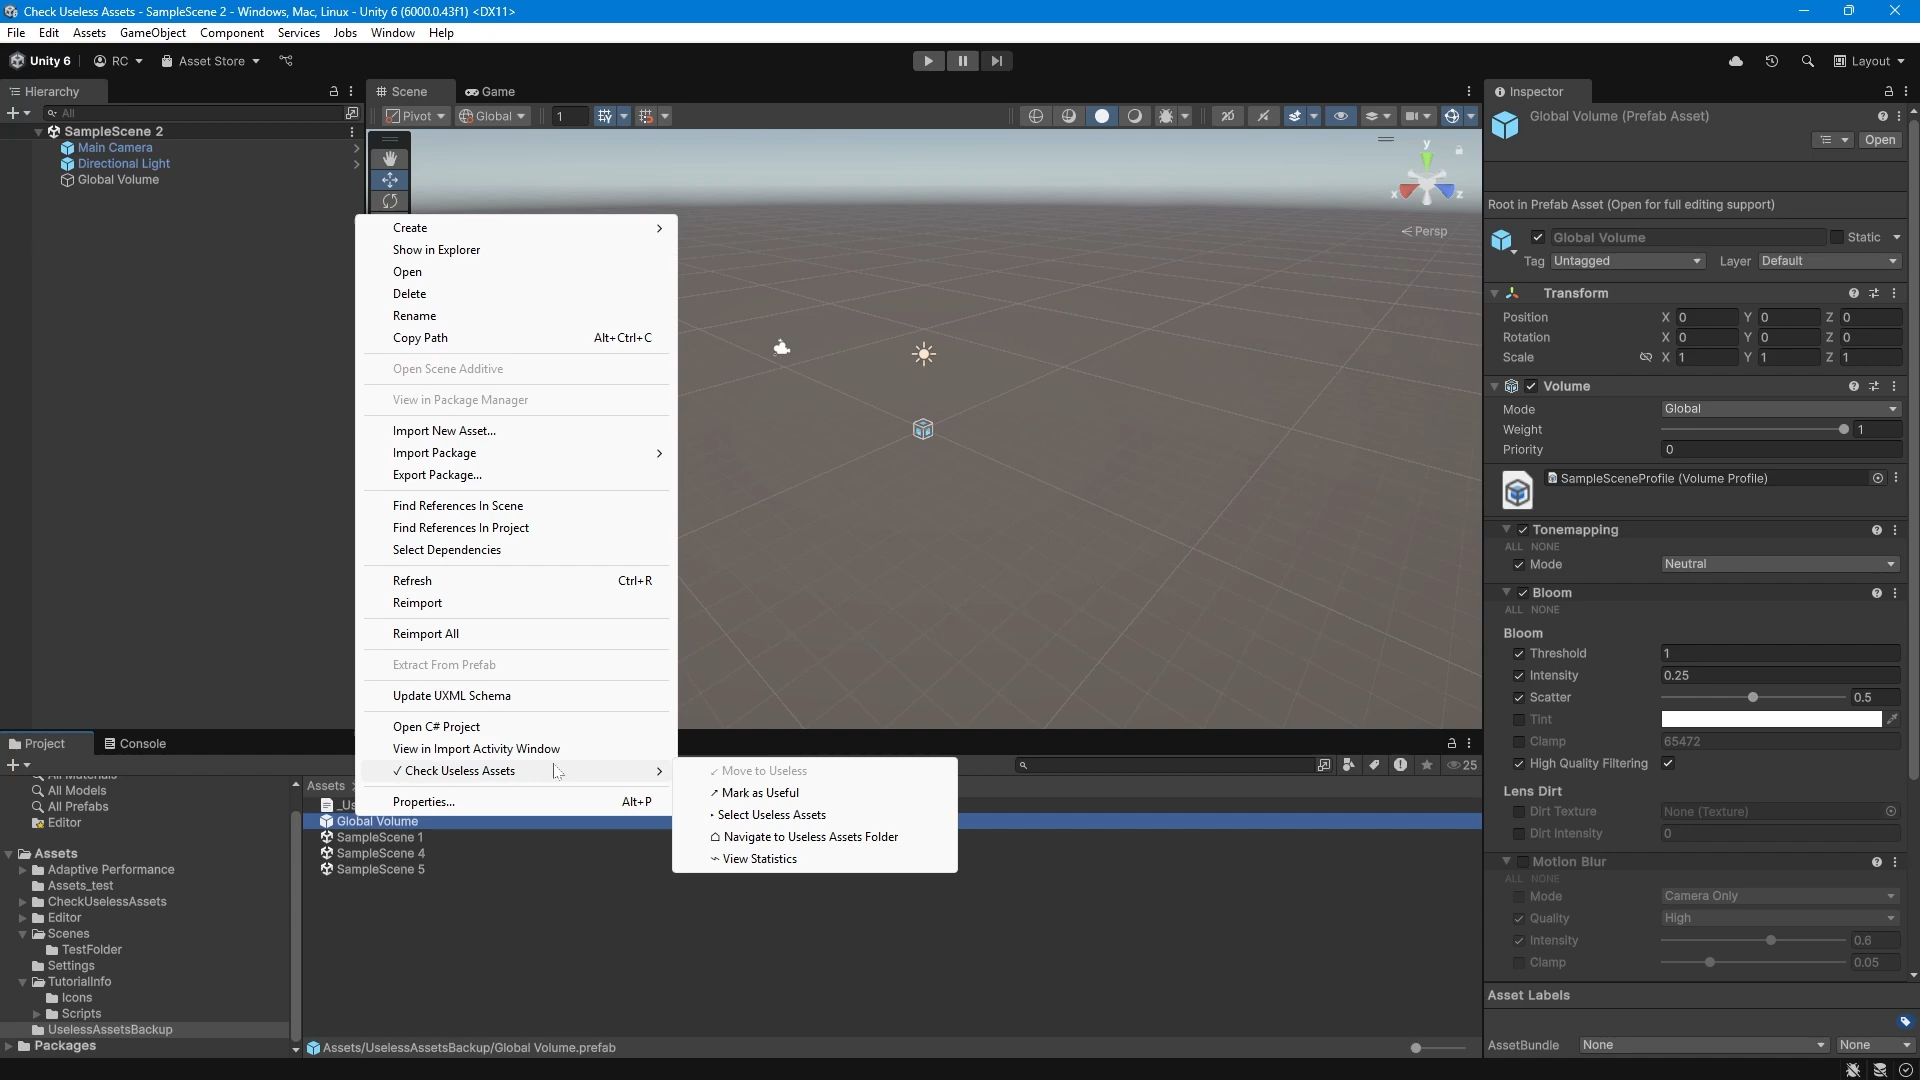 Check Useless Assets - SampleScene 2 - Windows, Mac, Linux - Unity 6 (6000.0.43f1) <DX11>
File Edit Assets GameObject Component Services Jobs Window Help
Unity 6 RC Asset Store Layout
Hierarchy
All
SampleScene 2
Main Camera
Directional Light
Global Volume
Scene Game
Pivot Global 1 2D
y
x z
Persp
Create
Show in Explorer
Open
Delete
Rename
Copy Path Alt+Ctrl+C
Open Scene Additive
View in Package Manager
Import New Asset...
Import Package
Export Package...
Find References In Scene
Find References In Project
Select Dependencies
Refresh Ctrl+R
Reimport
Reimport All
Extract From Prefab
Update UXML Schema
Open C# Project
View in Import Activity Window
✓ Check Useless Assets
Properties... Alt+P
✓ Move to Useless
↗ Mark as Useful
Select Useless Assets
Navigate to Useless Assets Folder
View Statistics
Project Console
25
All Models
All Prefabs
Editor
Assets
Adaptive Performance
Assets_test
CheckUselessAssets
Editor
Scenes
TestFolder
Settings
TutorialInfo
Icons
Scripts
UselessAssetsBackup
Packages
Assets
Global Volume
SampleScene 1
SampleScene 4
SampleScene 5
Assets/UselessAssetsBackup/Global Volume.prefab
Inspector
Global Volume (Prefab Asset)
Open
Root in Prefab Asset (Open for full editing support)
Global Volume Static
Tag Untagged Layer Default
Transform
Position X 0 Y 0 Z 0
Rotation X 0 Y 0 Z 0
Scale X 1 Y 1 Z 1
Volume
Mode Global
Weight 1
Priority 0
SampleSceneProfile (Volume Profile)
Tonemapping
ALL NONE
Mode Neutral
Bloom
ALL NONE
Bloom
Threshold 1
Intensity 0.25
Scatter 0.5
Tint
Clamp 65472
High Quality Filtering
Lens Dirt
Dirt Texture None (Texture)
Dirt Intensity 0
Motion Blur
ALL NONE
Mode Camera Only
Quality High
Intensity 0.6
Clamp 0.05
Asset Labels
AssetBundle None None